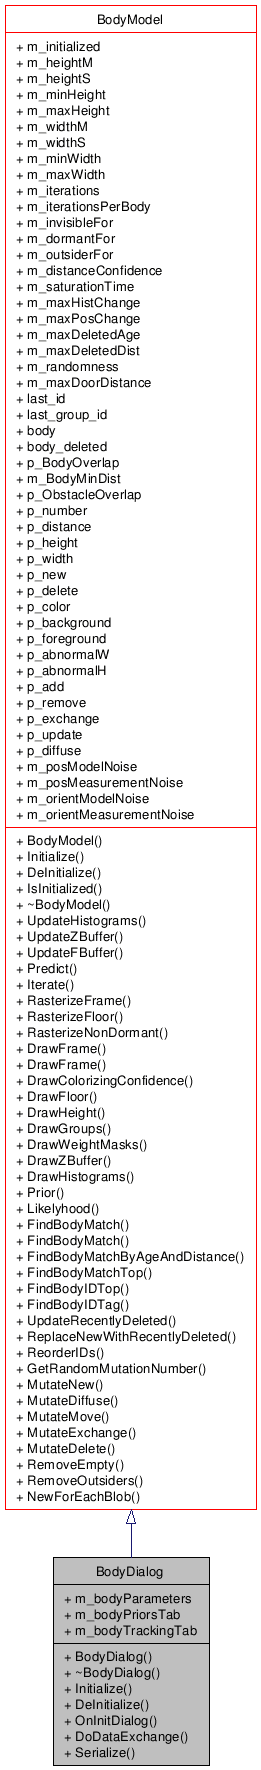 BodyModel
+ m_initialized
+ m_heightM
+ m_heightS
+ m_minHeight
+ m_maxHeight
+ m_widthM
+ m_widthS
+ m_minWidth
+ m_maxWidth
+ m_iterations
+ m_iterationsPerBody
+ m_invisibleFor
+ m_dormantFor
+ m_outsiderFor
+ m_distanceConfidence
+ m_saturationTime
+ m_maxHistChange
+ m_maxPosChange
+ m_maxDeletedAge
+ m_maxDeletedDist
+ m_randomness
+ m_maxDoorDistance
+ last_id
+ last_group_id
+ body
+ body_deleted
+ p_BodyOverlap
+ m_BodyMinDist
+ p_ObstacleOverlap
+ p_number
+ p_distance
+ p_height
+ p_width
+ p_new
+ p_delete
+ p_color
+ p_background
+ p_foreground
+ p_abnormalW
+ p_abnormalH
+ p_add
+ p_remove
+ p_exchange
+ p_update
+ p_diffuse
+ m_posModelNoise
+ m_posMeasurementNoise
+ m_orientModelNoise
+ m_orientMeasurementNoise
+ BodyModel()
+ Initialize()
+ DeInitialize()
+ IsInitialized()
+ ~BodyModel()
+ UpdateHistograms()
+ UpdateZBuffer()
+ UpdateFBuffer()
+ Predict()
+ Iterate()
+ RasterizeFrame()
+ RasterizeFloor()
+ RasterizeNonDormant()
+ DrawFrame()
+ DrawFrame()
+ DrawColorizingConfidence()
+ DrawFloor()
+ DrawHeight()
+ DrawGroups()
+ DrawWeightMasks()
+ DrawZBuffer()
+ DrawHistograms()
+ Prior()
+ Likelyhood()
+ FindBodyMatch()
+ FindBodyMatch()
+ FindBodyMatchByAgeAndDistance()
+ FindBodyMatchTop()
+ FindBodyIDTop()
+ FindBodyIDTag()
+ UpdateRecentlyDeleted()
+ ReplaceNewWithRecentlyDeleted()
+ ReorderIDs()
+ GetRandomMutationNumber()
+ MutateNew()
+ MutateDiffuse()
+ MutateMove()
+ MutateExchange()
+ MutateDelete()
+ RemoveEmpty()
+ RemoveOutsiders()
+ NewForEachBlob()
BodyDialog
+ m_bodyParameters
+ m_bodyPriorsTab
+ m_bodyTrackingTab
+ BodyDialog()
+ ~BodyDialog()
+ Initialize()
+ DeInitialize()
+ OnInitDialog()
+ DoDataExchange()
+ Serialize()